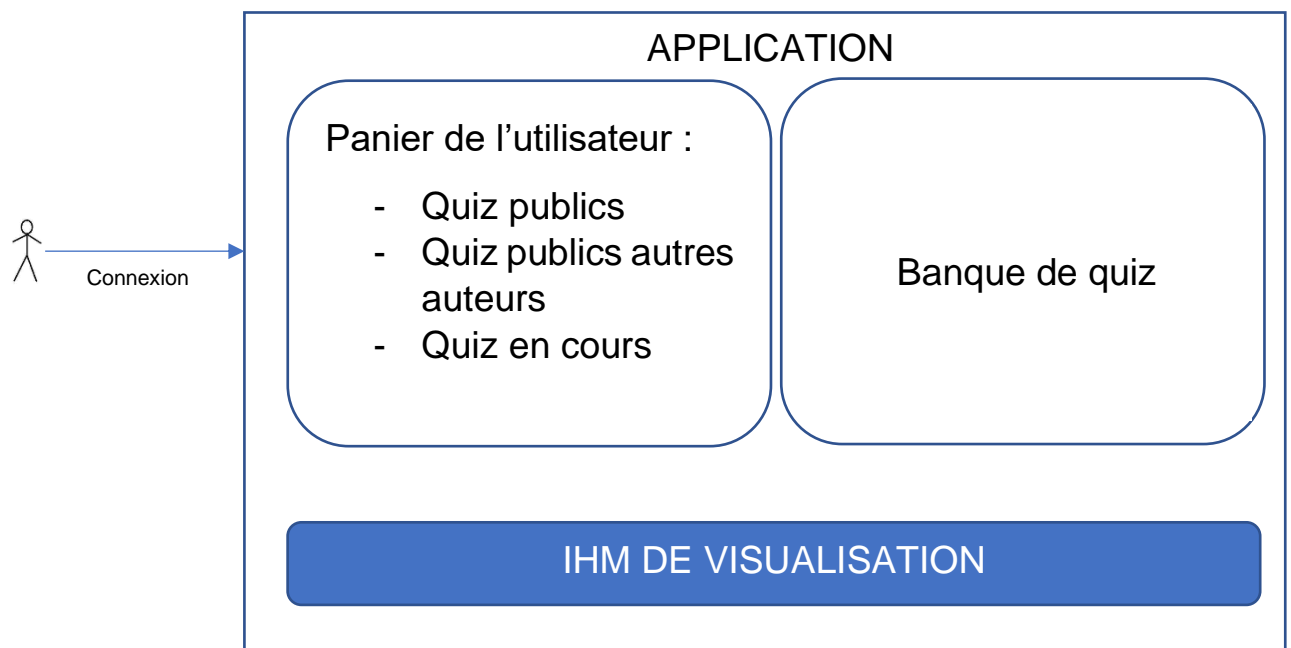 APPLICATION
Panier de l’utilisateur :
- Quiz publics
- Quiz publics autres
auteurs
- Quiz en cours
Banque de quiz
Connexion
IHM DE VISUALISATION